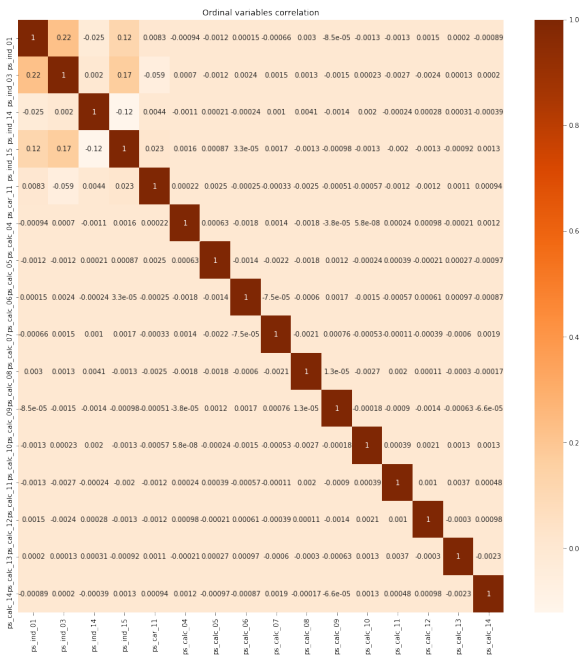 Ordinal variables correlation
ps_ind_01 1 0.22 -0.025 0.12 0.0083 -0.00094 -0.0012 0.00015 -0.00066 0.003 -8.5e-05 -0.0013 -0.0013 0.0015 0.0002 -0.00089
ps_ind_03 0.22 1 0.002 0.17 -0.059 0.0007 -0.0012 0.0024 0.0015 0.0013 -0.0015 0.00023 -0.0027 -0.0024 0.00013 0.0002
ps_ind_14 -0.025 0.002 1 -0.12 0.0044 -0.0011 0.00021 -0.00024 0.001 0.0041 -0.0014 0.002 -0.00024 0.00028 0.00031 -0.00039
ps_ind_15 0.12 0.17 -0.12 1 0.023 0.0016 0.00087 3.3e-05 0.0017 -0.0013 -0.00098 -0.0013 -0.002 -0.0013 -0.00092 0.0013
ps_car_11 0.0083 -0.059 0.0044 0.023 1 0.00022 0.0025 -0.00025 -0.00033 -0.0025 -0.00051 -0.00057 -0.0012 -0.0012 0.0011 0.00094
ps_calc_04 -0.00094 0.0007 -0.0011 0.0016 0.00022 1 0.00063 -0.0018 0.0014 -0.0018 -3.8e-05 5.8e-08 -0.00024 0.00098 -0.00021 0.0012
ps_calc_05 -0.0012 -0.0012 0.00021 0.00087 0.0025 0.00063 1 -0.0014 -0.0022 -0.0018 0.0012 -0.00024 0.00039 -0.00021 0.00027 -0.00097
ps_calc_06 0.00015 0.0024 -0.00024 3.3e-05 -0.00025 -0.0018 -0.0014 1 -7.5e-05 -0.0006 0.0017 -0.0015 -0.00057 0.00061 0.00097 -0.00087
ps_calc_07 -0.00066 0.0015 0.001 0.0017 -0.00033 0.0014 -0.0022 -7.5e-05 1 -0.0021 0.00076 -0.00053 -0.00011 -0.00039 -0.0006 0.0019
ps_calc_08 0.003 0.0013 0.0041 -0.0013 -0.0025 -0.0018 -0.0018 -0.0006 -0.0021 1 1.3e-05 -0.0027 0.002 0.00011 -0.0003 -0.00017
ps_calc_09 -8.5e-05 -0.0015 -0.0014 -0.00098 -0.00051 -3.8e-05 0.0012 0.0017 0.00076 1.3e-05 1 -0.00018 -0.0009 -0.0014 -0.00063 -6.6e-05
ps_calc_10 -0.0013 0.00023 0.002 -0.0013 -0.00057 5.8e-08 -0.00024 -0.0015 -0.00053 -0.0027 -0.00018 1 0.00039 0.0021 0.0013 0.0013
ps_calc_11 -0.0013 -0.0027 -0.00024 -0.002 -0.0012 -0.00024 0.00039 -0.00057 -0.00011 0.002 -0.0009 0.00039 1 0.001 0.0037 0.00048
ps_calc_12 0.0015 -0.0024 0.00028 -0.0013 -0.0012 0.00098 -0.00021 0.00061 -0.00039 0.00011 -0.0014 0.0021 0.001 1 -0.0003 0.00098
ps_calc_13 0.0002 0.00013 0.00031 -0.00092 0.0011 -0.00021 0.00027 0.00097 -0.0006 -0.0003 -0.00063 0.0013 0.0037 -0.0003 1 -0.0023
ps_calc_14 -0.00089 0.0002 -0.00039 0.0013 0.00094 0.0012 -0.00097 -0.00087 0.0019 -0.00017 -6.6e-05 0.0013 0.00048 0.00098 -0.0023 1
ps_ind_01 ps_ind_03 ps_ind_14 ps_ind_15 ps_car_11 ps_calc_04 ps_calc_05 ps_calc_06 ps_calc_07 ps_calc_08 ps_calc_09 ps_calc_10 ps_calc_11 ps_calc_12 ps_calc_13 ps_calc_14
1.0
0.8
0.6
0.4
0.2
0.0